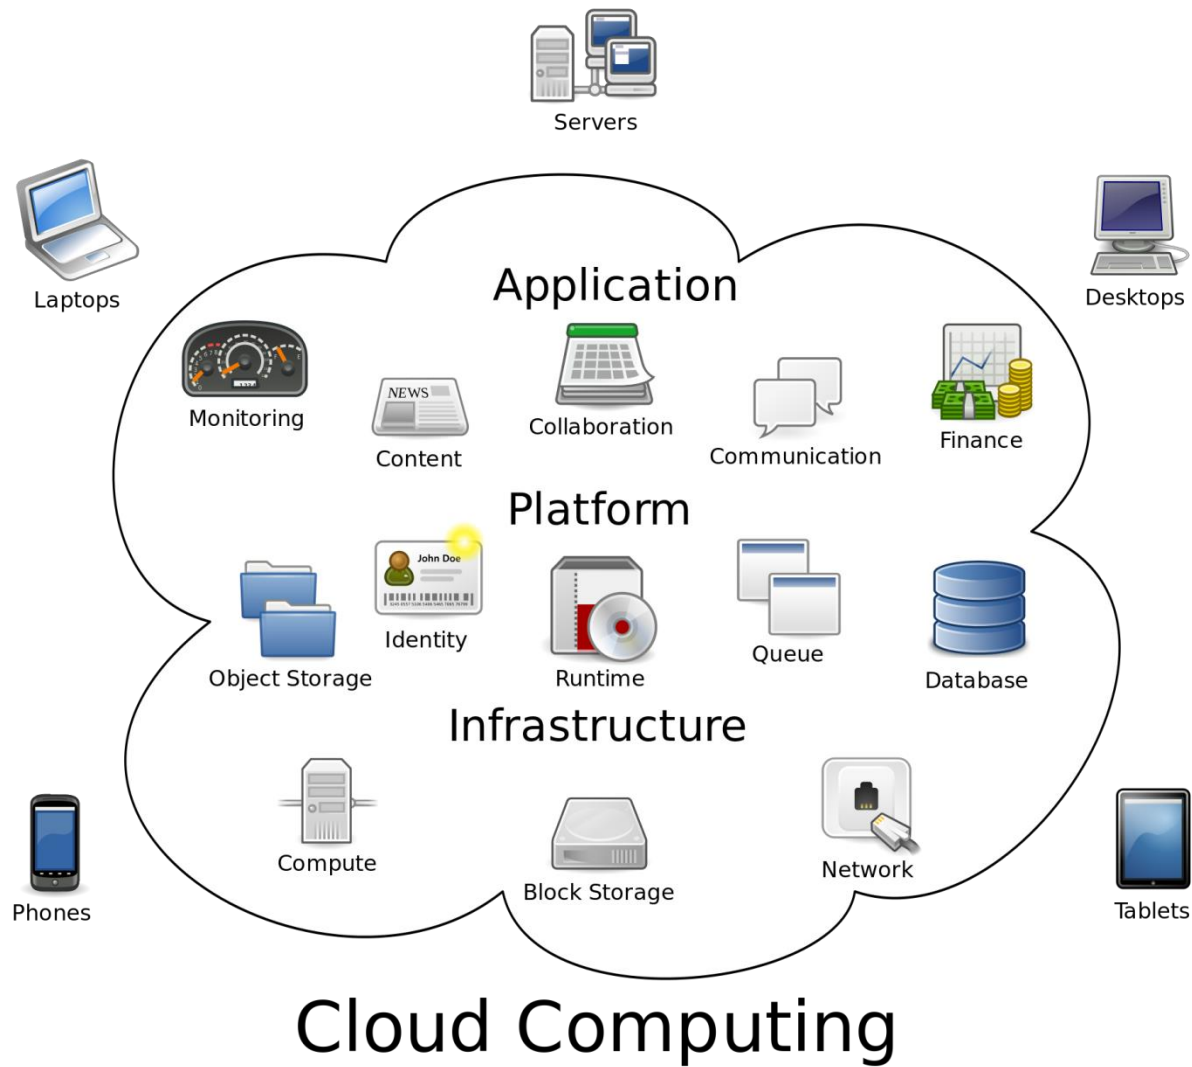 Servers
Laptops
Desktops
Application
Monitoring
NEWS
Content
Collaboration
Communication
Finance
Platform
John Doe
Object Storage
Identity
Runtime
Queue
Database
Infrastructure
Compute
Block Storage
Network
Phones
Tablets
Cloud Computing